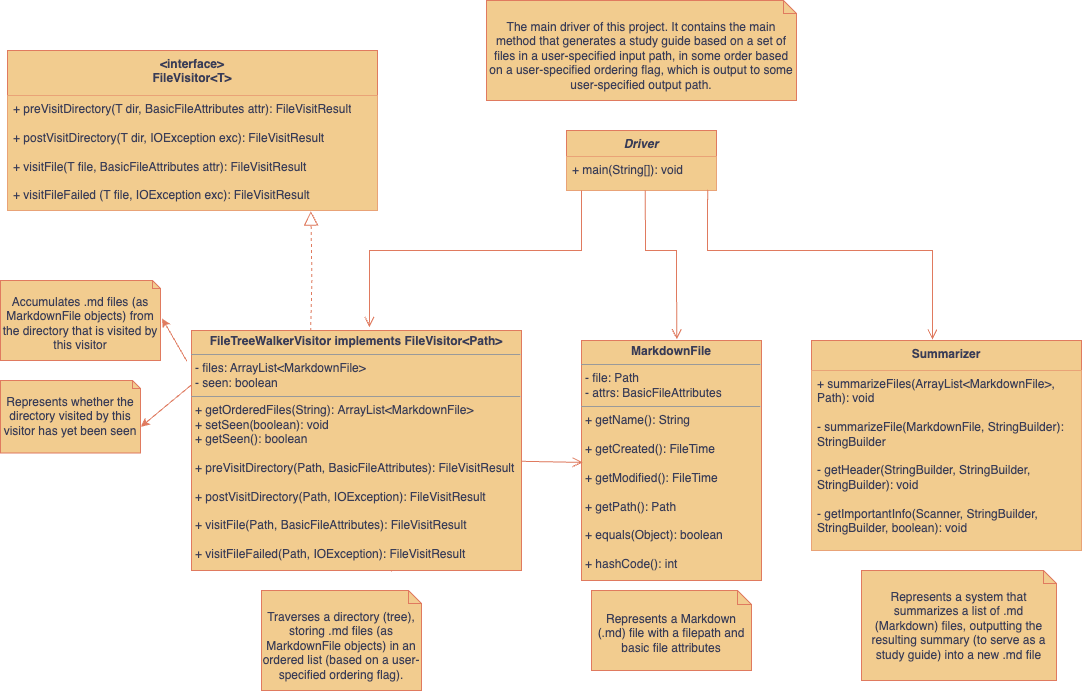 The main driver of this project. It contains the main
method that generates a study guide based on a set of
files in a user-specified input path, in some order based
on a user-specified ordering flag, which is output to some
user-specified output path.
<interface>
FileVisitor<T>
+ preVisitDirectory(T dir, BasicFileAttributes attr): FileVisitResult
+ postVisitDirectory(T dir, IOException exc): FileVisitResult
+ visitFile(T file, BasicFileAttributes attr): FileVisitResult
+ visitFileFailed (T file, IOException exc): FileVisitResult
Driver
+ main(String[]): void
Accumulates .md files (as
MarkdownFile objects) from
the directory that is visited by
this visitor
Represents whether the
directory visited by this
visitor has yet been seen
FileTreeWalkerVisitor implements FileVisitor<Path>
- files: ArrayList<MarkdownFile>
- seen: boolean
+ getOrderedFiles(String): ArrayList<MarkdownFile>
+ setSeen(boolean): void
+ getSeen(): boolean
+ preVisitDirectory(Path, BasicFileAttributes): FileVisitResult
+ postVisitDirectory(Path, IOException): FileVisitResult
+ visitFile(Path, BasicFileAttributes): FileVisitResult
+ visitFileFailed(Path, IOException): FileVisitResult
MarkdownFile
- file: Path
- attrs: BasicFileAttributes
+ getName(): String
+ getCreated(): FileTime
+ getModified(): FileTime
+ getPath(): Path
+ equals(Object): boolean
+ hashCode(): int
Summarizer
+ summarizeFiles(ArrayList<MarkdownFile>,
Path): void
- summarizeFile(MarkdownFile, StringBuilder):
StringBuilder
- getHeader(StringBuilder, StringBuilder,
StringBuilder): void
- getImportantInfo(Scanner, StringBuilder,
StringBuilder, boolean): void
Traverses a directory (tree),
storing .md files (as
MarkdownFile objects) in an
ordered list (based on a user-
specified ordering flag).
Represents a Markdown
(.md) file with a filepath and
basic file attributes
Represents a system that
summarizes a list of .md
(Markdown) files, outputting the
resulting summary (to serve as a
study guide) into a new .md file